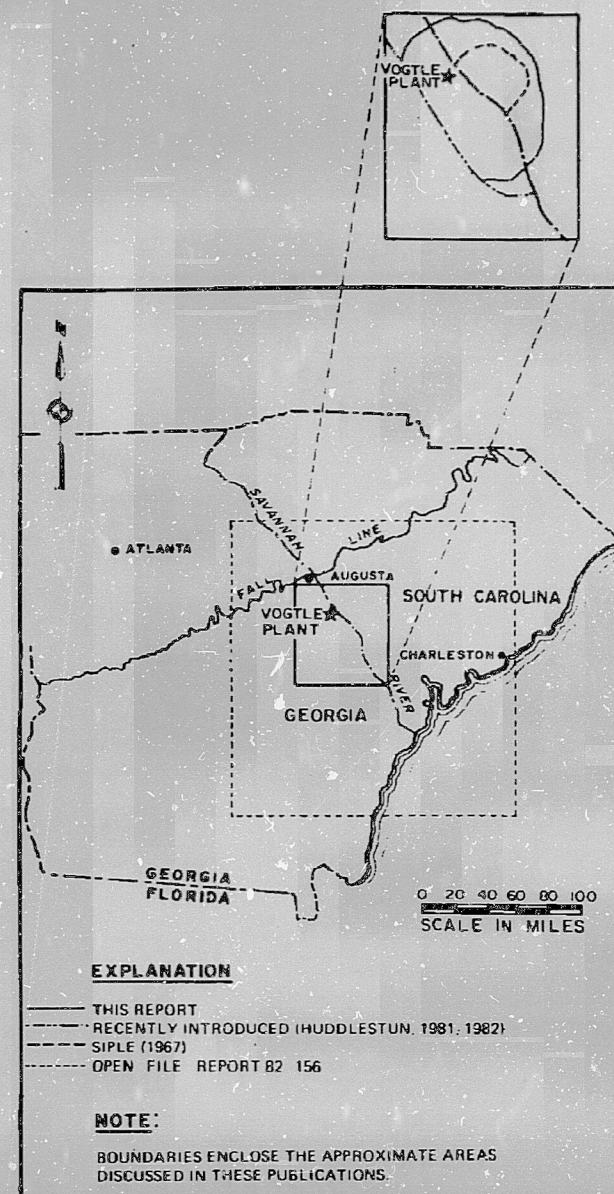 VOGTLE
PLANT
N
SAVANNAH
LINE
ATLANTA
AUGUSTA
FALL
SOUTH CAROLINA
VOGTLE
PLANT
CHARLESTON
RIVER
GEORGIA
GEORGIA
FLORIDA
0 20 40 60 80 100
SCALE IN MILES
EXPLANATION
THIS REPORT
RECENTLY INTRODUCED (HUDDLESTUN, 1981, 1982)
SIPLE (1967)
OPEN FILE REPORT 82 156
NOTE:
BOUNDARIES ENCLOSE THE APPROXIMATE AREAS
DISCUSSED IN THESE PUBLICATIONS.